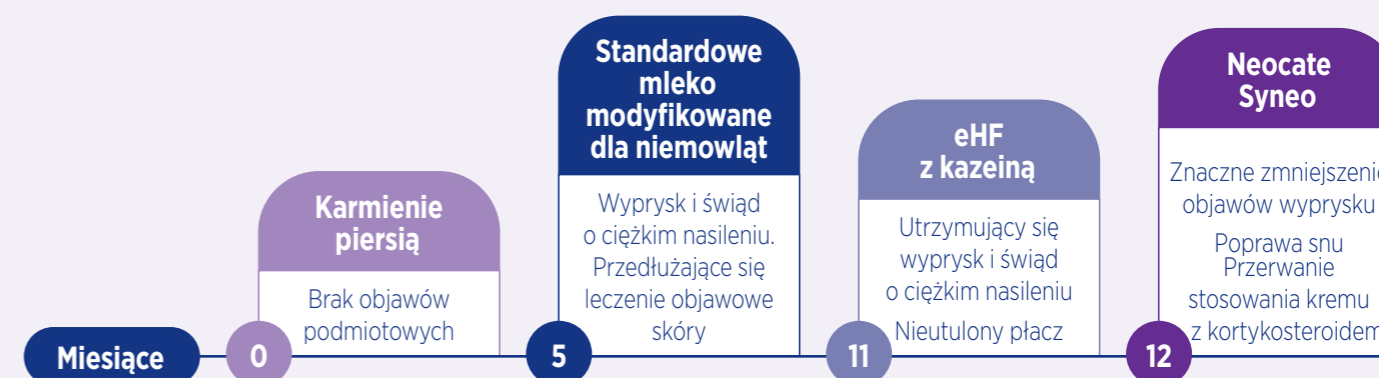 Miesiące
0
Karmienie
piersią
Brak objawów
podmiotowych
5
Standardowe
mleko
modyfikowane
dla niemowląt
Wyprysk i świąd
o ciężkim nasileniu.
Przedłużające się
leczenie objawowe
skóry
11
eHF
z kazeiną
Utrzymujący się
wyprysk i świąd
o ciężkim nasileniu
Nieutulony płacz
12
Neocate
Syneo
Znaczne zmniejszenie
objawów wyprysku
Poprawa snu
Przerwanie
stosowania kremu
z kortykosteroidem